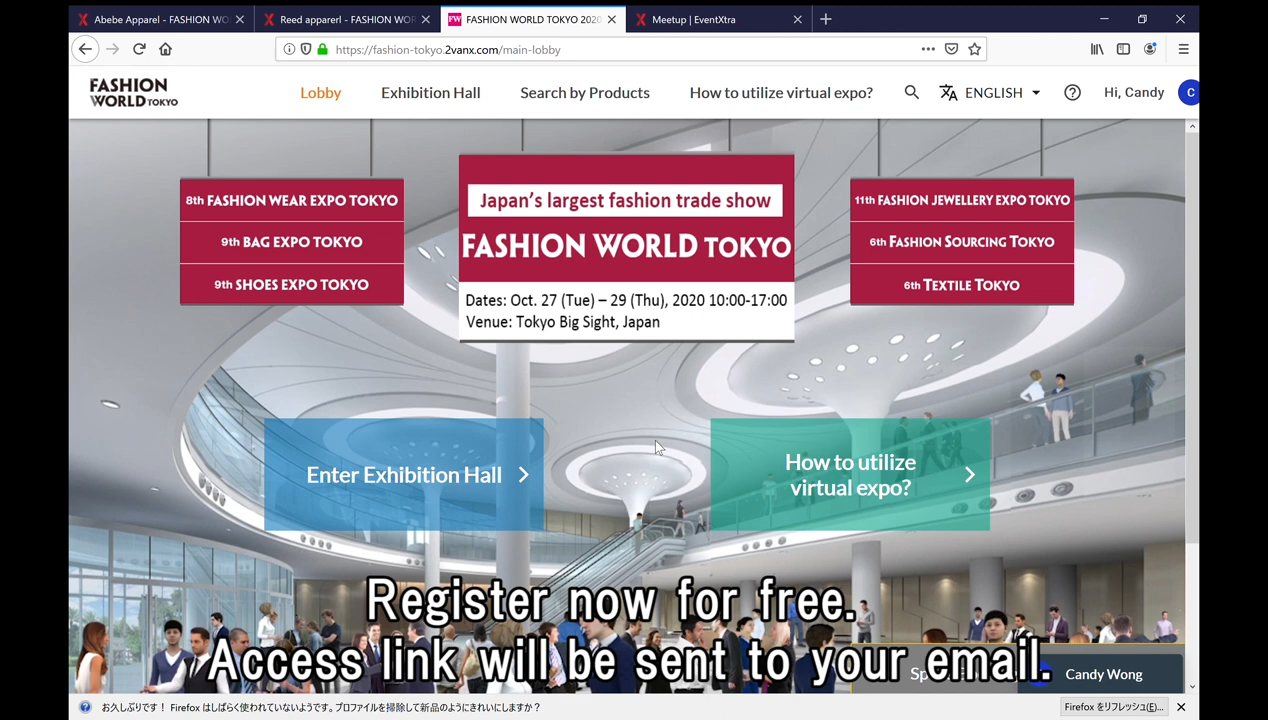 Abebe Apparel - FASHION WO
Reed apparerl - FASHION WOR
FASHION WORLD TOKYO 2020
Meetup | EventXtra
https://fashion-tokyo.2vanx.com/main-lobby
FASHION
WORLD TOKYO
Lobby
Exhibition Hall
Search by Products
How to utilize virtual expo?
ENGLISH
Hi, Candy
C
8th FASHION WEAR EXPO TOKYO
9th BAG EXPO TOKYO
9th SHOES EXPO TOKYO
Japan's largest fashion trade show
FASHION WORLD TOKYO
Dates: Oct. 27 (Tue) – 29 (Thu), 2020 10:00-17:00
Venue: Tokyo Big Sight, Japan
11th FASHION JEWELLERY EXPO TOKYO
6th FASHION SOURCING TOKYO
6th TEXTILE TOKYO
Enter Exhibition Hall
How to utilize
virtual expo?
Register now for free.
Access link will be sent to your email.
Candy Wong
お久しぶりです！ Firefox はしばらく使われていないようです。プロファイルを掃除して新品のようにきれいにしますか？
Firefox をリフレッシュ(E)...